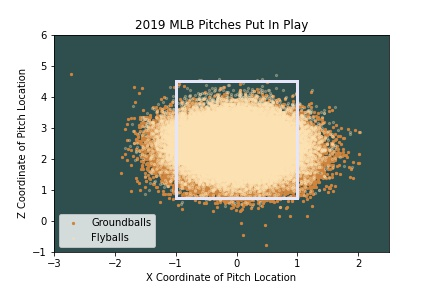 2019 MLB Pitches Put In Play
6
5
4
3
2
1
0
−1
Z Coordinate of Pitch Location
Groundballs
Flyballs
−3
−2
−1
0
1
2
X Coordinate of Pitch Location